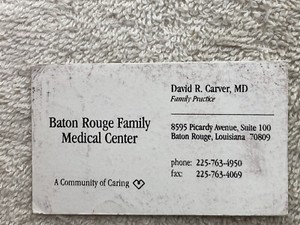 David R. Carver, MD
Family Practice
Baton Rouge Family
Medical Center
8595 Picardy Avenue, Suite 100
Baton Rouge, Louisiana 70809
phone: 225-763-4950
fax: 225-763-4069
A Community of Caring